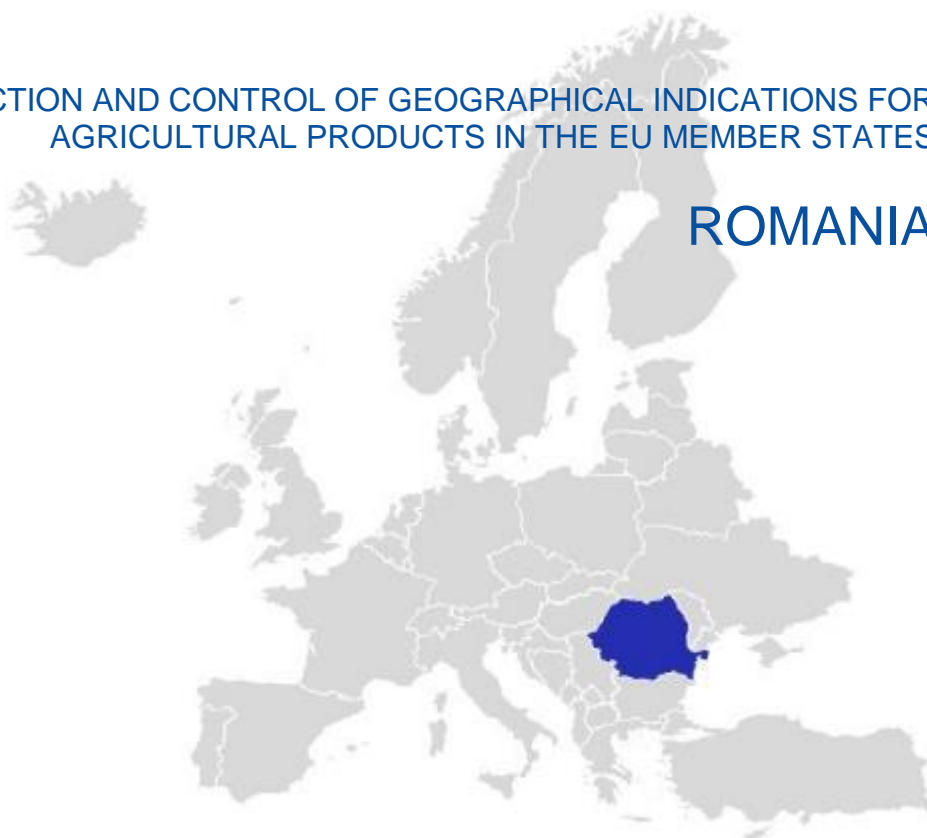 CTION AND CONTROL OF GEOGRAPHICAL INDICATIONS FOR
AGRICULTURAL PRODUCTS IN THE EU MEMBER STATES
ROMANIA